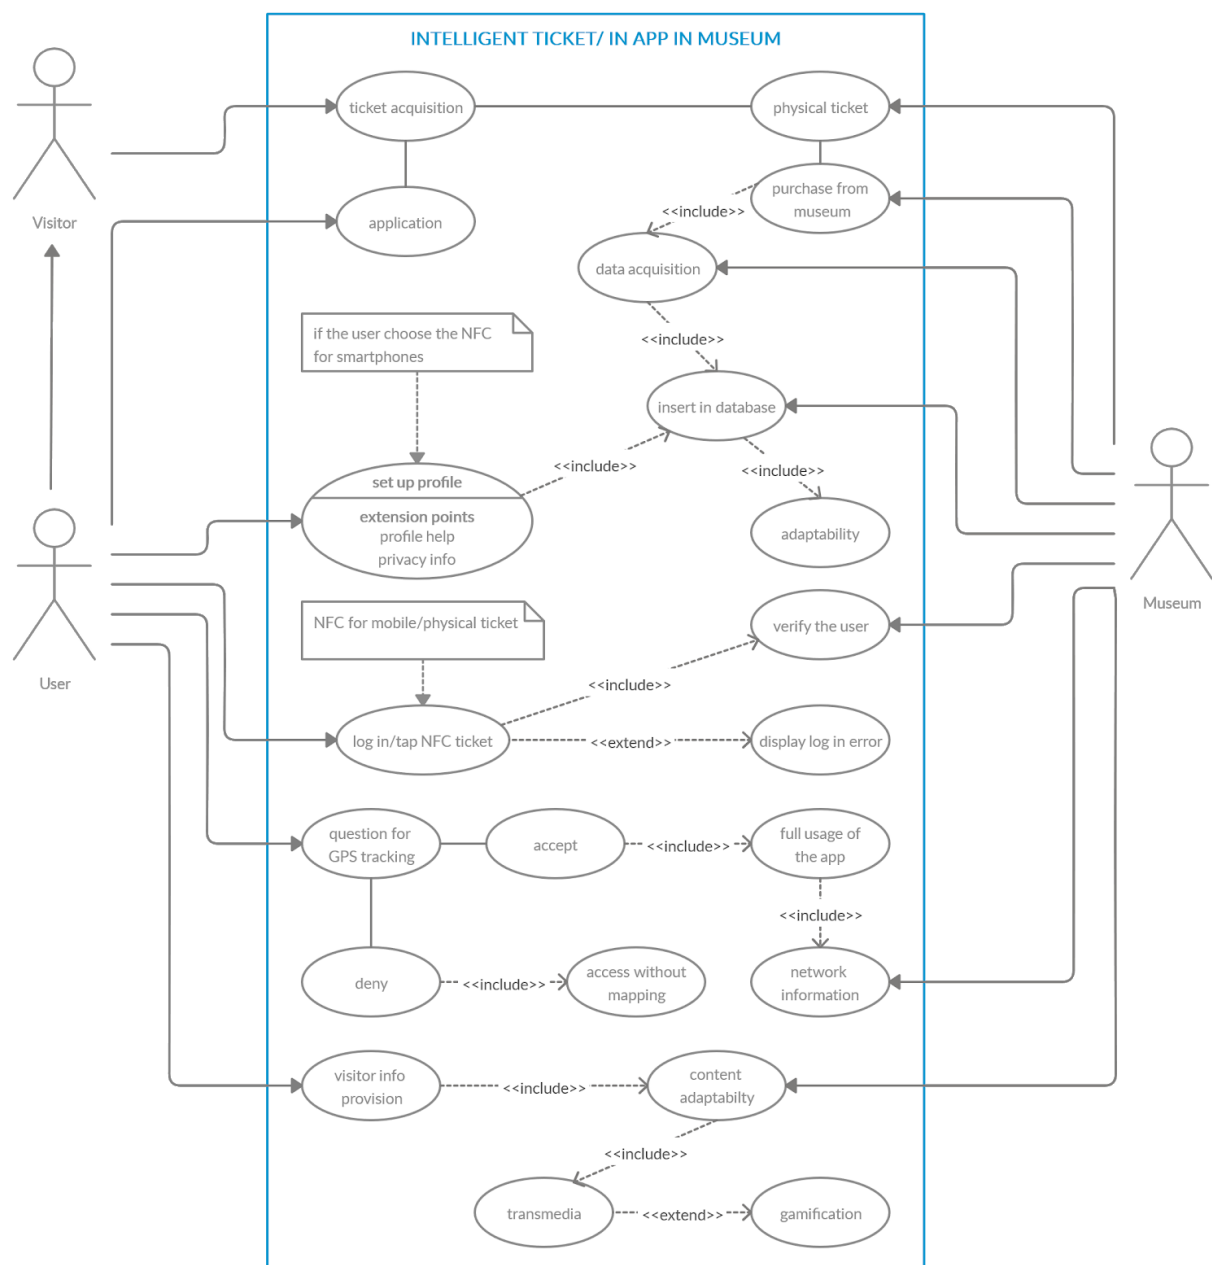 INTELLIGENT TICKET/ IN APP IN MUSEUM
ticket acquisition
physical ticket
purchase from
museum
<<include>>
Visitor
application
data acquisition
if the user choose the NFC
for smartphones
<<include>>
insert in database
<<include>>
<<include>>
set up profile
extension points
profile help
privacy info
adaptability
Museum
NFC for mobile/physical ticket
verify the user
User
<<include>>
log in/tap NFC ticket
<<extend>>
display log in error
question for
GPS tracking
accept
<<include>>
full usage of
the app
<<include>>
deny
<<include>>
access without
mapping
network
information
visitor info
provision
<<include>>
content
adaptabilty
<<include>>
transmedia
<<extend>>
gamification